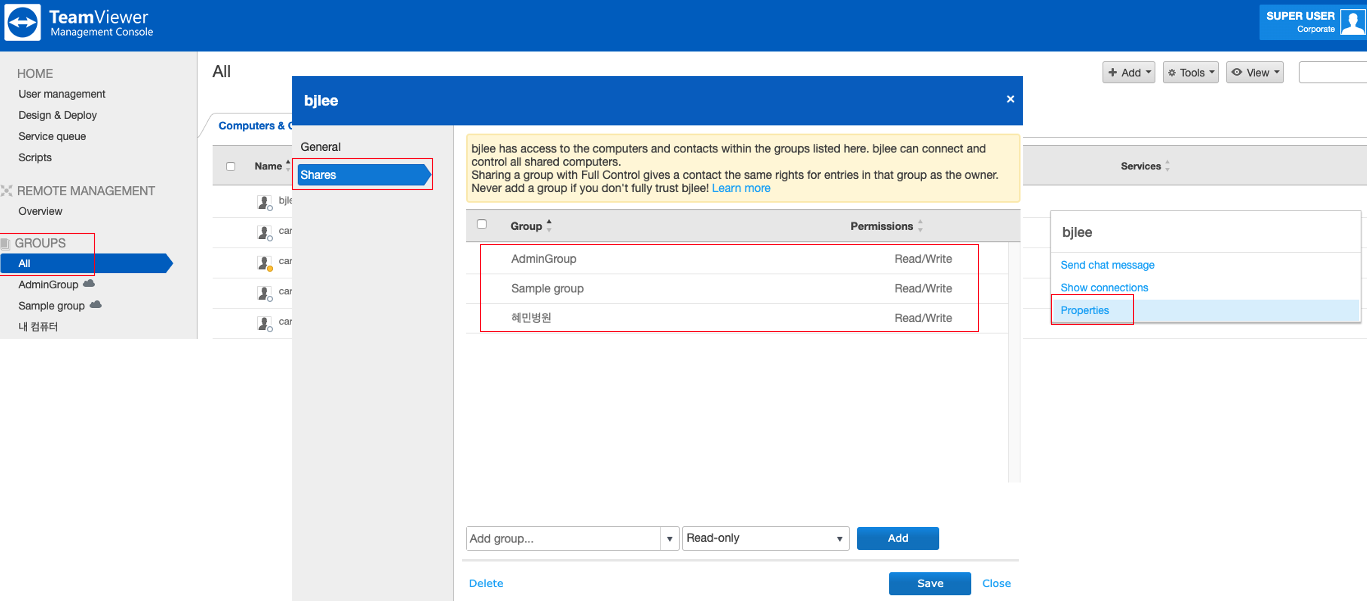 TeamViewer
Management Console
SUPER USER
Corporate
HOME
User management
Design & Deploy
Service queue
Scripts
REMOTE MANAGEMENT
Overview
GROUPS
All
AdminGroup
Sample group
내 컴퓨터
All
+ Add
Tools
View
Computers &
Name
Services
bjlee
×
General
Shares
bjlee has access to the computers and contacts within the groups listed here. bjlee can connect and
control all shared computers.
Sharing a group with Full Control gives a contact the same rights for entries in that group as the owner.
Never add a group if you don't fully trust bjlee! Learn more
Group Permissions
AdminGroup Read/Write
Sample group Read/Write
혜민병원 Read/Write
Add group... Read-only Add
Delete Save Close
bjlee
Send chat message
Show connections
Properties